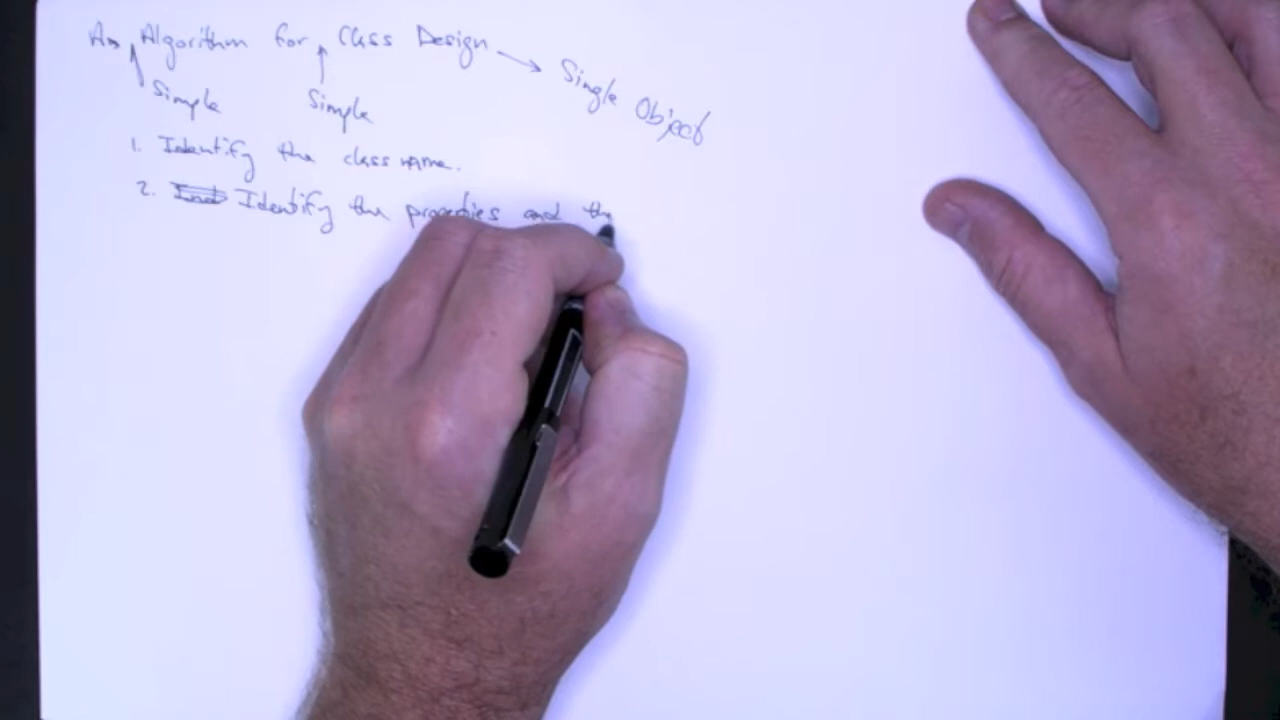 An Algorithm for Class Design → Single Object
Simple Simple
1. Identify the class name.
2. Identify the properties and the